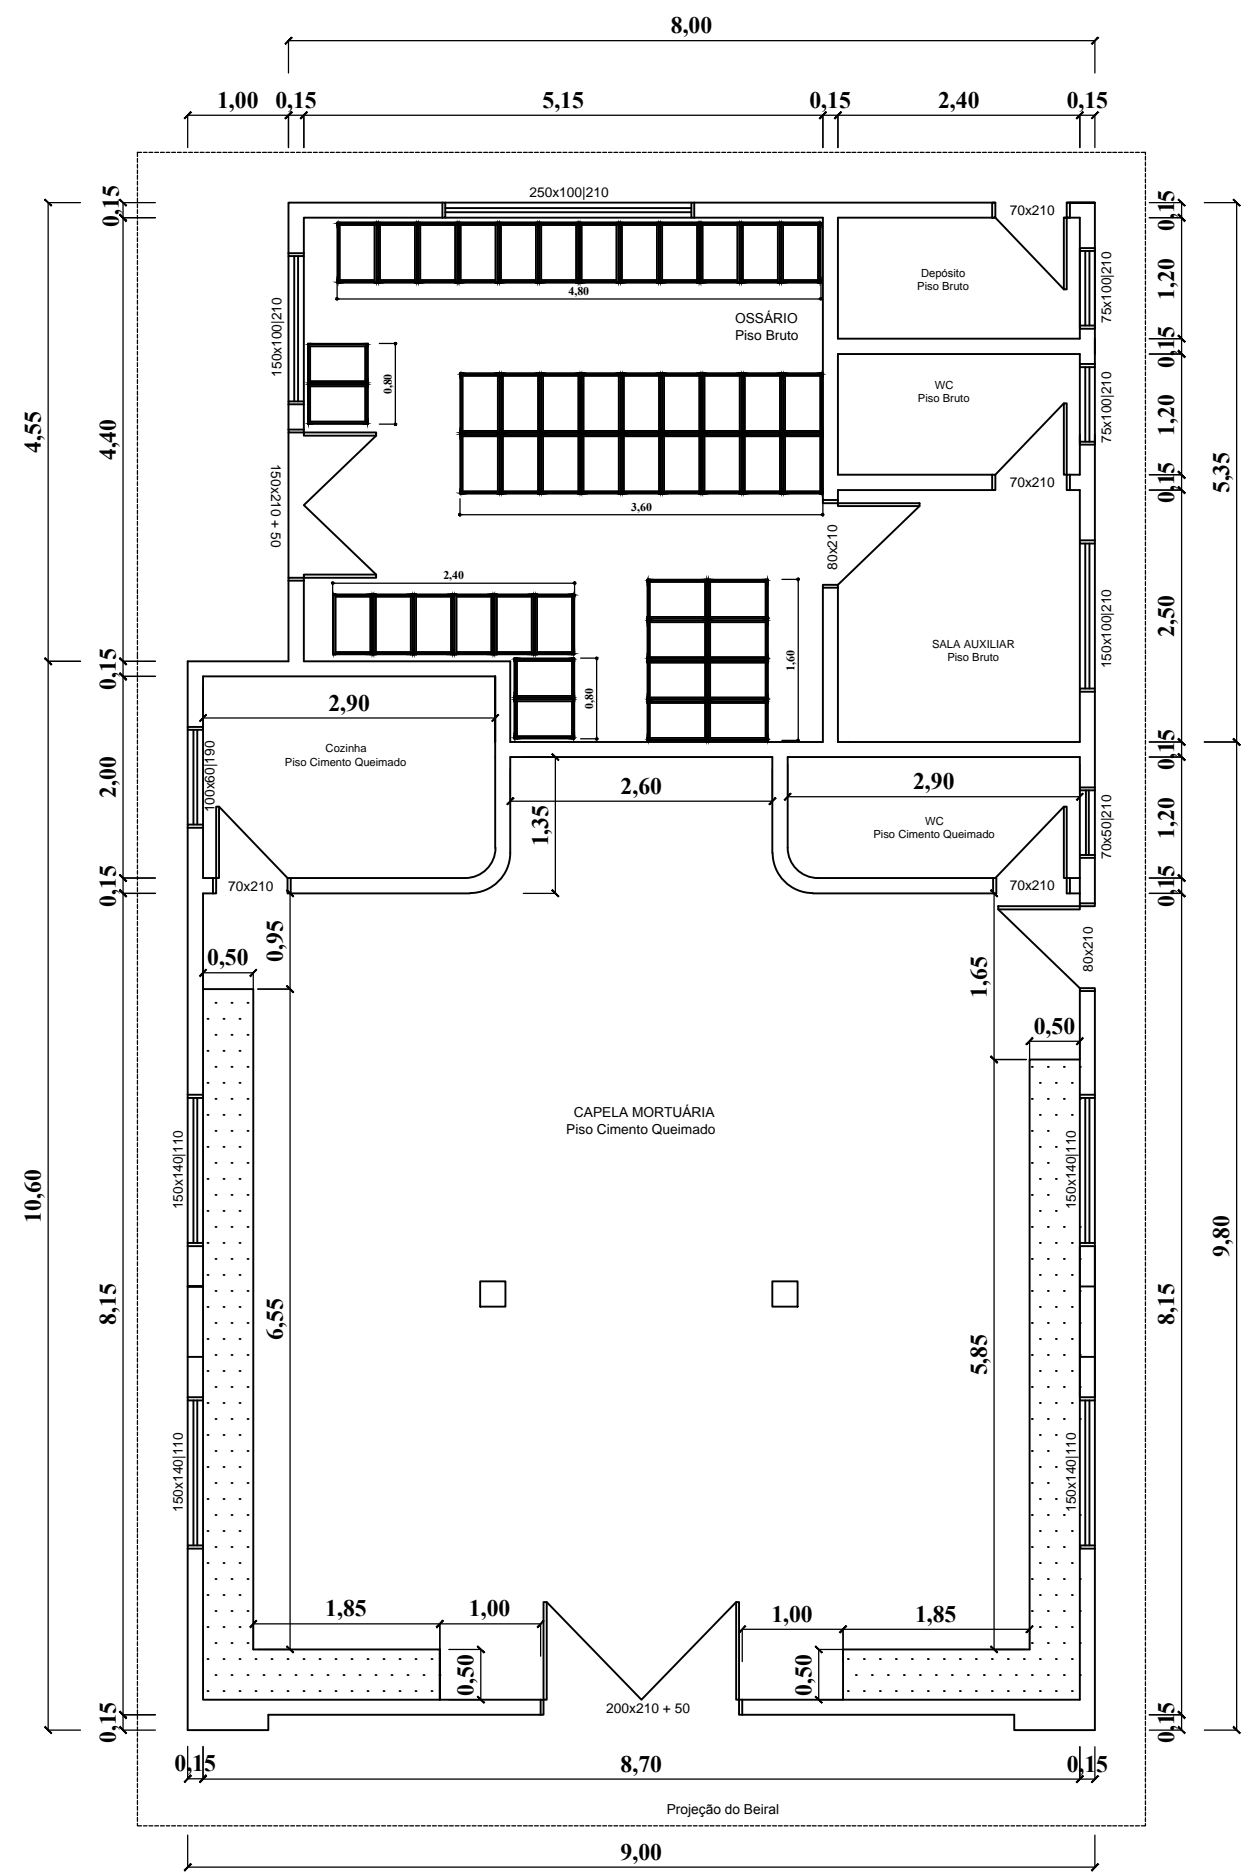 8,00
1,00 0,15 5,15 0,15 2,40 0,15
0,15
250x100|210
70x210
0,15
4,80
Depósito
Piso Bruto
75x100|210
1,20
OSSÁRIO
Piso Bruto
150x100|210
0,80
0,15
WC
Piso Bruto
75x100|210
1,20
4,55
4,40
5,35
150x210 + 50
3,60
70x210
0,15
80x210
2,40
1,60
SALA AUXILIAR
Piso Bruto
150x100|210
2,50
0,15
2,90
0,80
Cozinha
Piso Cimento Queimado
100x60|190
2,00
0,15
2,60
2,90
1,35
WC
Piso Cimento Queimado
70x50|210
1,20
0,15
70x210
70x210
0,15
0,95
0,50
1,65
80x210
0,50
CAPELA MORTUÁRIA
Piso Cimento Queimado
150x140|110
150x140|110
10,60
9,80
8,15
6,55
5,85
8,15
150x140|110
150x140|110
1,85 1,00
1,00 1,85
0,50
0,50
200x210 + 50
0,15
0,15
0,15 8,70 0,15
Projeção do Beiral
9,00